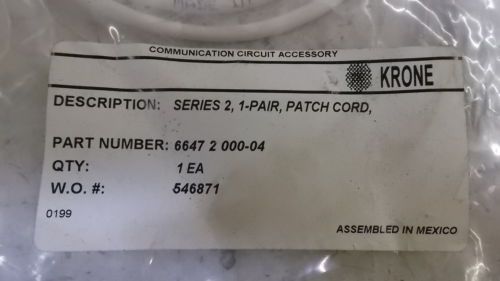 COMMUNICATION CIRCUIT ACCESSORY
KRONE
DESCRIPTION: SERIES 2, 1-PAIR, PATCH CORD,
PART NUMBER: 6647 2 000-04
QTY: 1 EA
W.O. #: 546871
0199
ASSEMBLED IN MEXICO